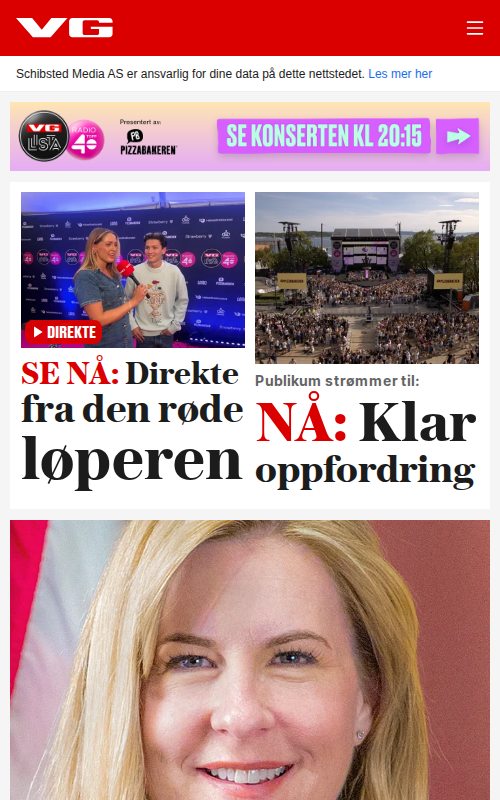 VG
Schibsted Media AS er ansvarlig for dine data på dette nettstedet. Les mer her
VG
LISTA
RADIO
TOPP
40
Presentert av:
PB
PIZZABAKEREN
SE KONSERTEN KL 20:15
DIREKTE
SE NÅ: Direkte
fra den røde
løperen
Publikum strømmer til:
NÅ: Klar
oppfordring